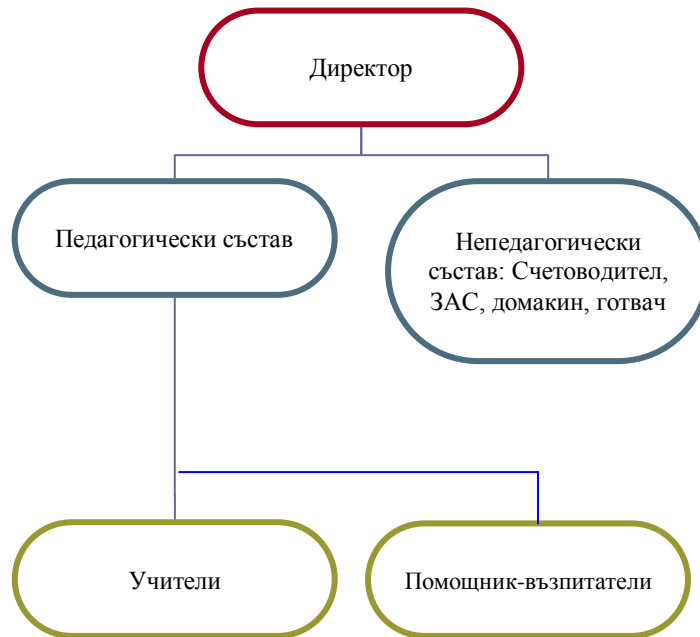 Директор
Педагогически състав
Непедагогически
състав: Счетоводител,
ЗАС, домакин, готвач
Учители
Помощник-възпитатели